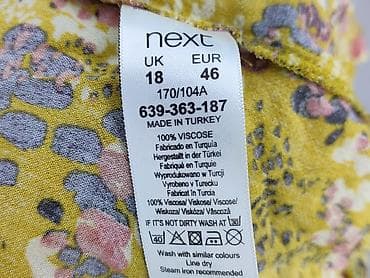 next
UK EUR
18 46
170/104A
639-363-187
MADE IN TURKEY
100% VISCOSE
Fabricado en Turquía
Hergestellt in der Türkei
Fabriqué en Turquie
Wyprodukowano w Turcji
Vyrobeno v Turecku
Fabricat în Turcia
100% Viscosa/ Viskose/ Viscose/
Wiskoza/ Viskóza/ Vâscoză
IF IT'S NOT DIRTY WASH AT 30
40
Wash with similar colours
Line dry
Steam iron recommended